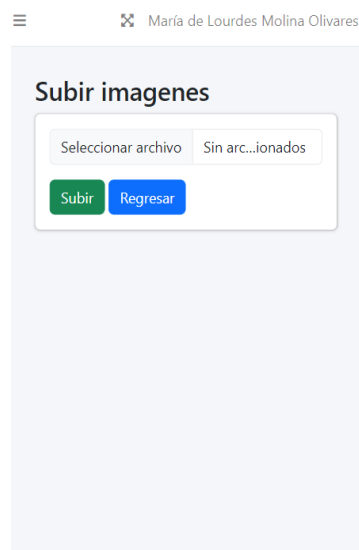 María de Lourdes Molina Olivares
Subir imagenes
Seleccionar archivo Sin arc...ionados
Subir Regresar